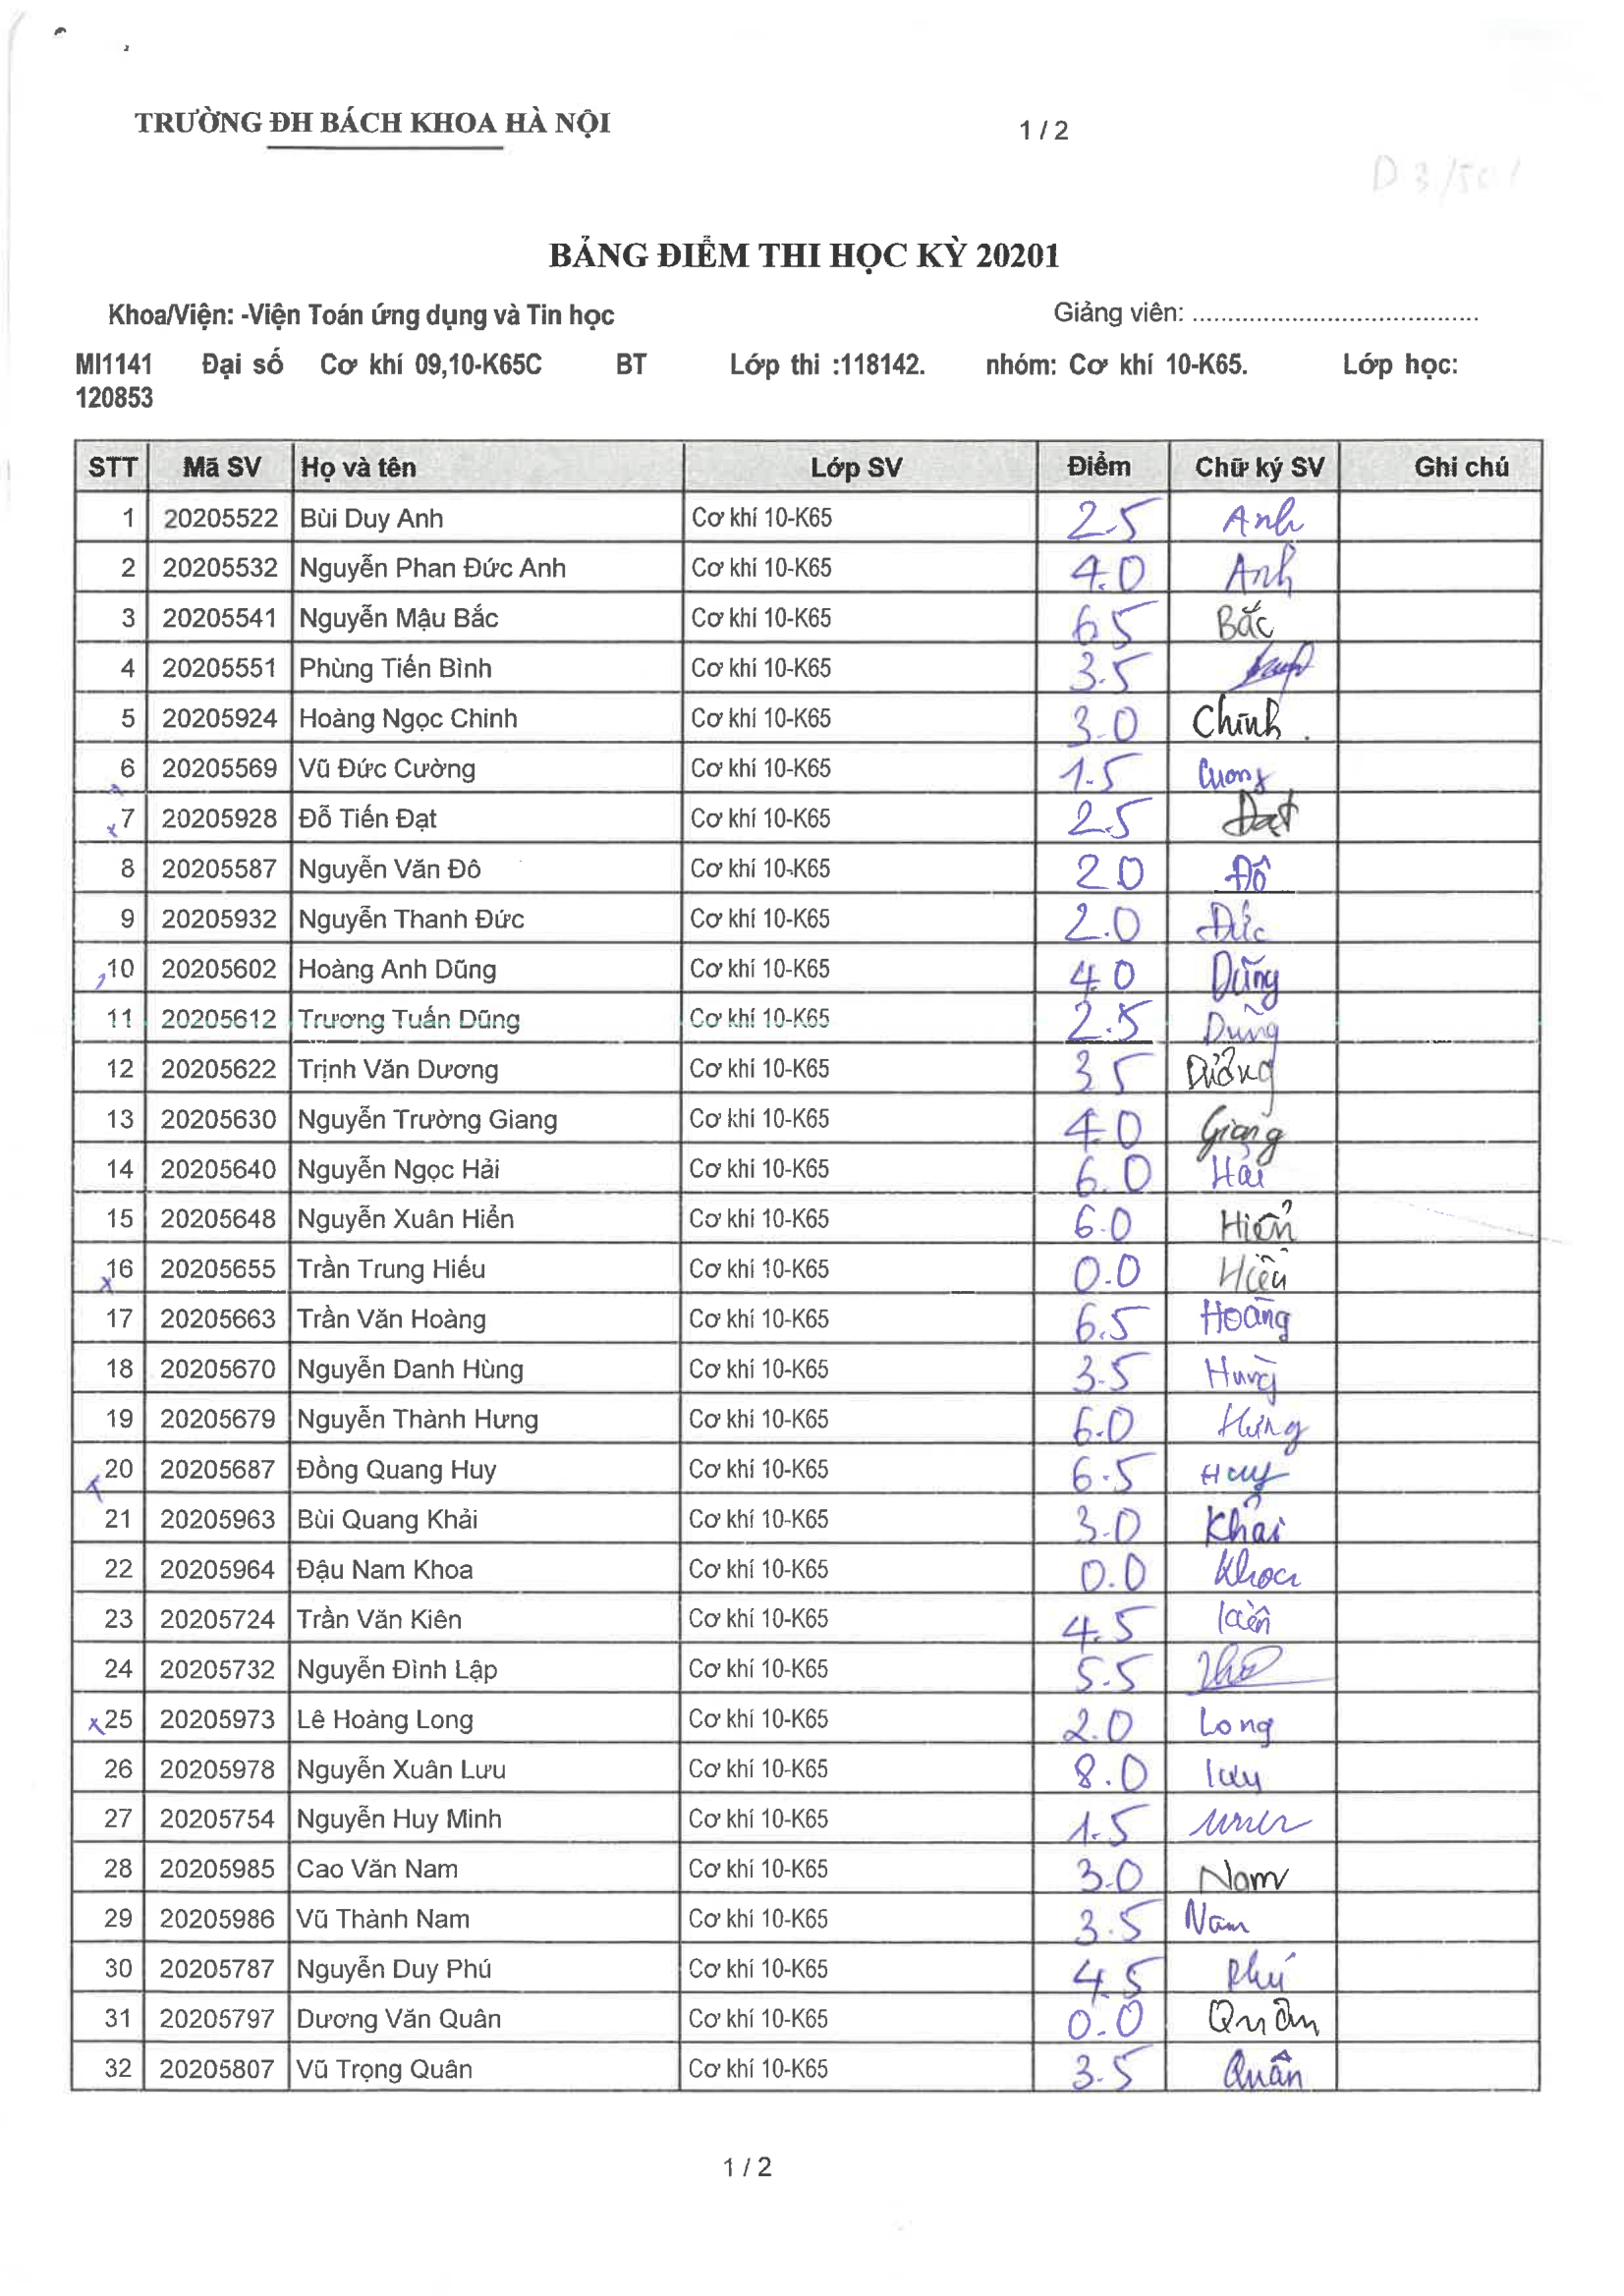 TRƯỜNG ĐH BÁCH KHOA HÀ NỘI 1 / 2
D 3/501
BẢNG ĐIỂM THI HỌC KỲ 20201
Khoa/Viện: -Viện Toán ứng dụng và Tin học Giảng viên: ........................................
MI1141 Đại số Cơ khí 09,10-K65C BT Lớp thi :118142. nhóm: Cơ khí 10-K65. Lớp học:
120853
STT Mã SV Họ và tên Lớp SV Điểm Chữ ký SV Ghi chú
1 20205522 Bùi Duy Anh Cơ khí 10-K65 2.5 Anh
2 20205532 Nguyễn Phan Đức Anh Cơ khí 10-K65 4.0 Anh
3 20205541 Nguyễn Mậu Bắc Cơ khí 10-K65 6 5 Bắc
4 20205551 Phùng Tiến Bình Cơ khí 10-K65 3.5
5 20205924 Hoàng Ngọc Chinh Cơ khí 10-K65 3.0 Chinh
6 20205569 Vũ Đức Cường Cơ khí 10-K65 1.5 Cuong
x 7 20205928 Đỗ Tiến Đạt Cơ khí 10-K65 2.5 Đạt
8 20205587 Nguyễn Văn Đô Cơ khí 10-K65 2 0 Đô
9 20205932 Nguyễn Thanh Đức Cơ khí 10-K65 2.0 Đức
10 20205602 Hoàng Anh Dũng Cơ khí 10-K65 4.0 Dũng
11 20205612 Trương Tuấn Dũng Cơ khí 10-K65 2.5 Dũng
12 20205622 Trịnh Văn Dương Cơ khí 10-K65 3 5 Dương
13 20205630 Nguyễn Trường Giang Cơ khí 10-K65 4.0 Giang
14 20205640 Nguyễn Ngọc Hải Cơ khí 10-K65 6.0 Hải
15 20205648 Nguyễn Xuân Hiển Cơ khí 10-K65 6.0 Hiển
x 16 20205655 Trần Trung Hiếu Cơ khí 10-K65 0.0 Hiếu
17 20205663 Trần Văn Hoàng Cơ khí 10-K65 6.5 Hoàng
18 20205670 Nguyễn Danh Hùng Cơ khí 10-K65 3.5 Hùng
19 20205679 Nguyễn Thành Hưng Cơ khí 10-K65 6.0 Hưng
20 20205687 Đồng Quang Huy Cơ khí 10-K65 6.5 Huy
21 20205963 Bùi Quang Khải Cơ khí 10-K65 3.0 Khải
22 20205964 Đậu Nam Khoa Cơ khí 10-K65 0.0 Khoa
23 20205724 Trần Văn Kiên Cơ khí 10-K65 4.5 Kiên
24 20205732 Nguyễn Đình Lập Cơ khí 10-K65 5.5
x 25 20205973 Lê Hoàng Long Cơ khí 10-K65 2.0 Long
26 20205978 Nguyễn Xuân Lưu Cơ khí 10-K65 8.0 lưu
27 20205754 Nguyễn Huy Minh Cơ khí 10-K65 1.5
28 20205985 Cao Văn Nam Cơ khí 10-K65 3.0 Nam
29 20205986 Vũ Thành Nam Cơ khí 10-K65 3.5 Nam
30 20205787 Nguyễn Duy Phú Cơ khí 10-K65 4.5 Phú
31 20205797 Dương Văn Quân Cơ khí 10-K65 0.0 Quân
32 20205807 Vũ Trọng Quân Cơ khí 10-K65 3.5 Quân
1 / 2